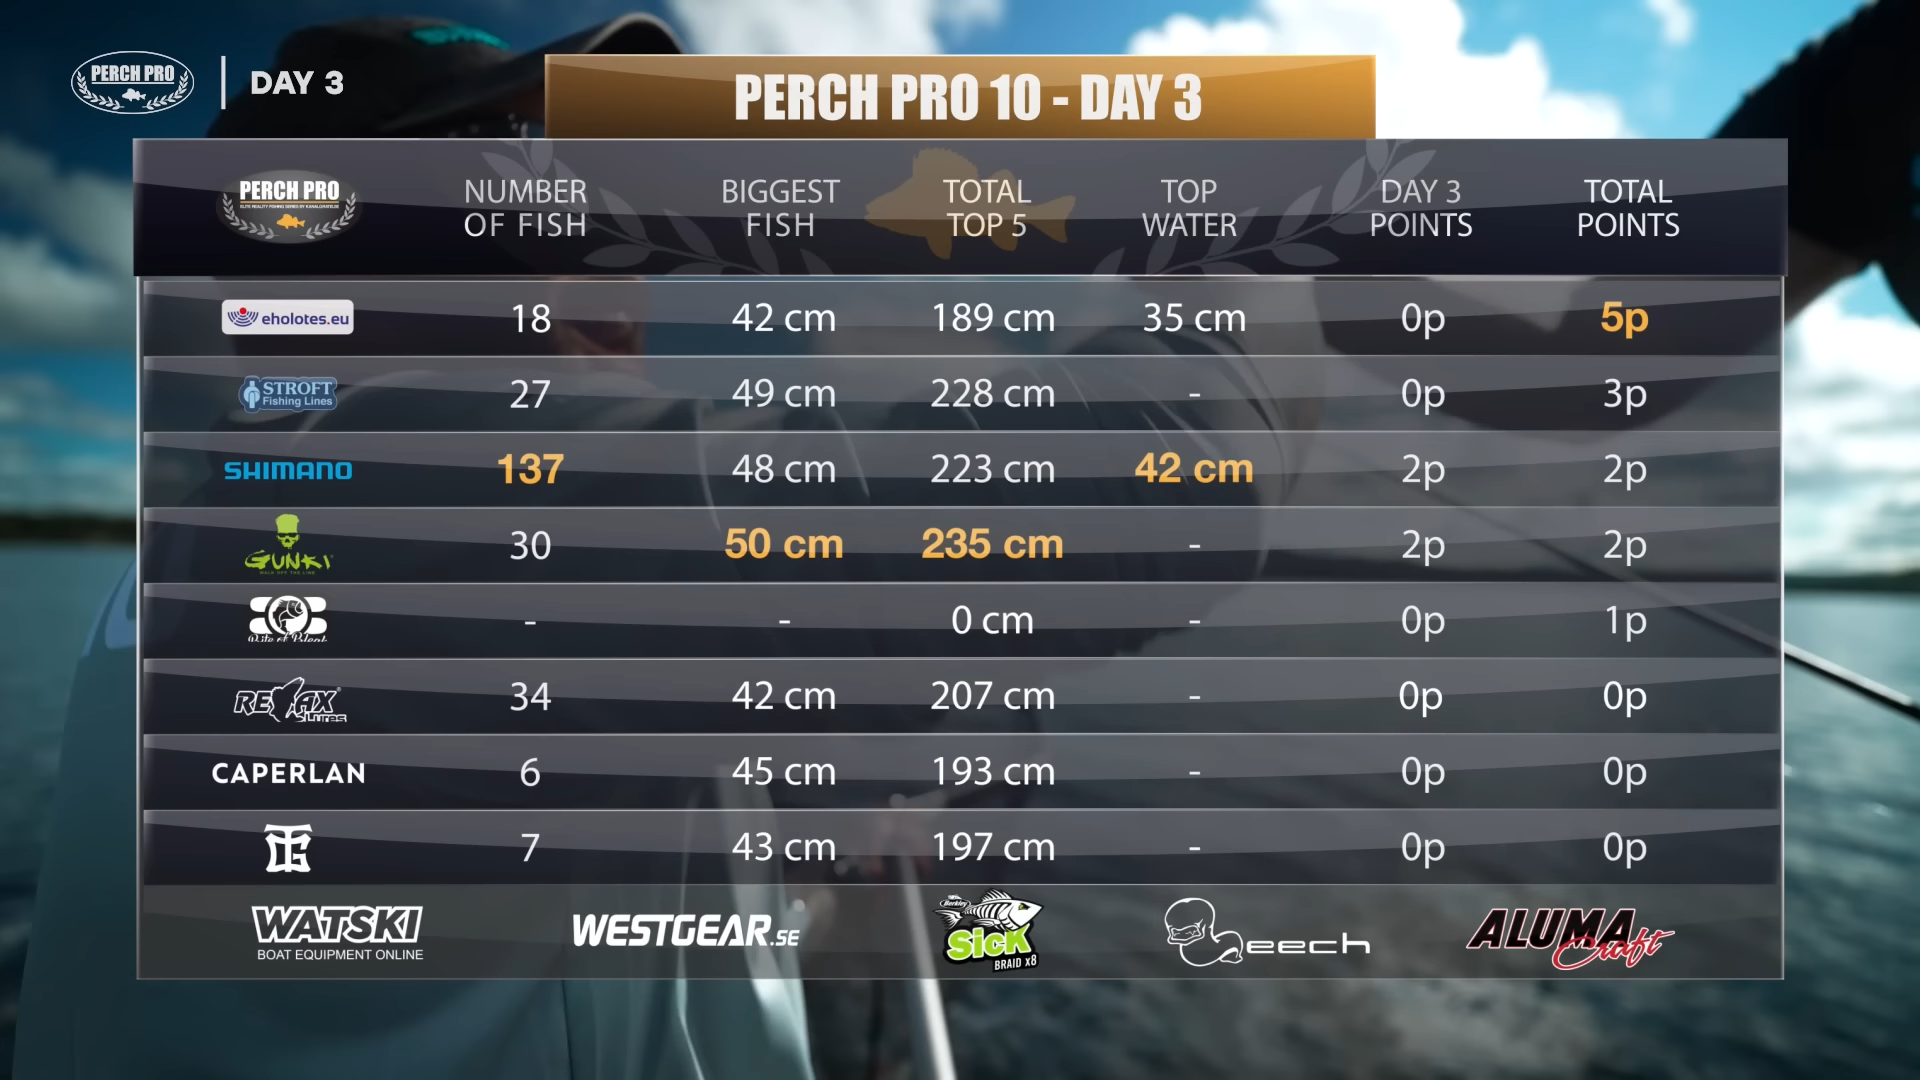 PERCH PRO
DAY 3
PERCH PRO 10 - DAY 3
PERCH PRO
NUMBER OF FISH
BIGGEST FISH
TOTAL TOP 5
TOP WATER
DAY 3 POINTS
TOTAL POINTS
eholotes.eu 18 42 cm 189 cm 35 cm 0p 5p
STROFT Fishing Lines 27 49 cm 228 cm - 0p 3p
SHIMANO 137 48 cm 223 cm 42 cm 2p 2p
GUNKI 30 50 cm 235 cm - 2p 2p
- - 0 cm - 0p 1p
RELAX Lures 34 42 cm 207 cm - 0p 0p
CAPERLAN 6 45 cm 193 cm - 0p 0p
7 43 cm 197 cm - 0p 0p
WATSKI
BOAT EQUIPMENT ONLINE
WESTGEAR.SE
Berkley
SicK
BRAID x8
eech
ALUMA
Craft